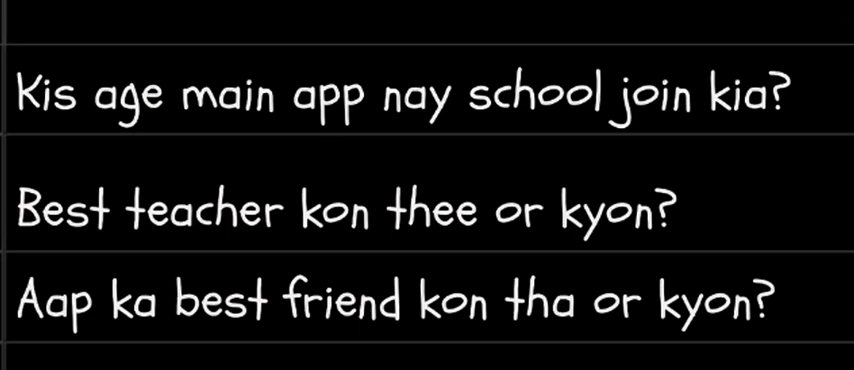 Kis age main app nay school join kia?
Best teacher kon thee or kyon?
Aap ka best friend kon tha or kyon?